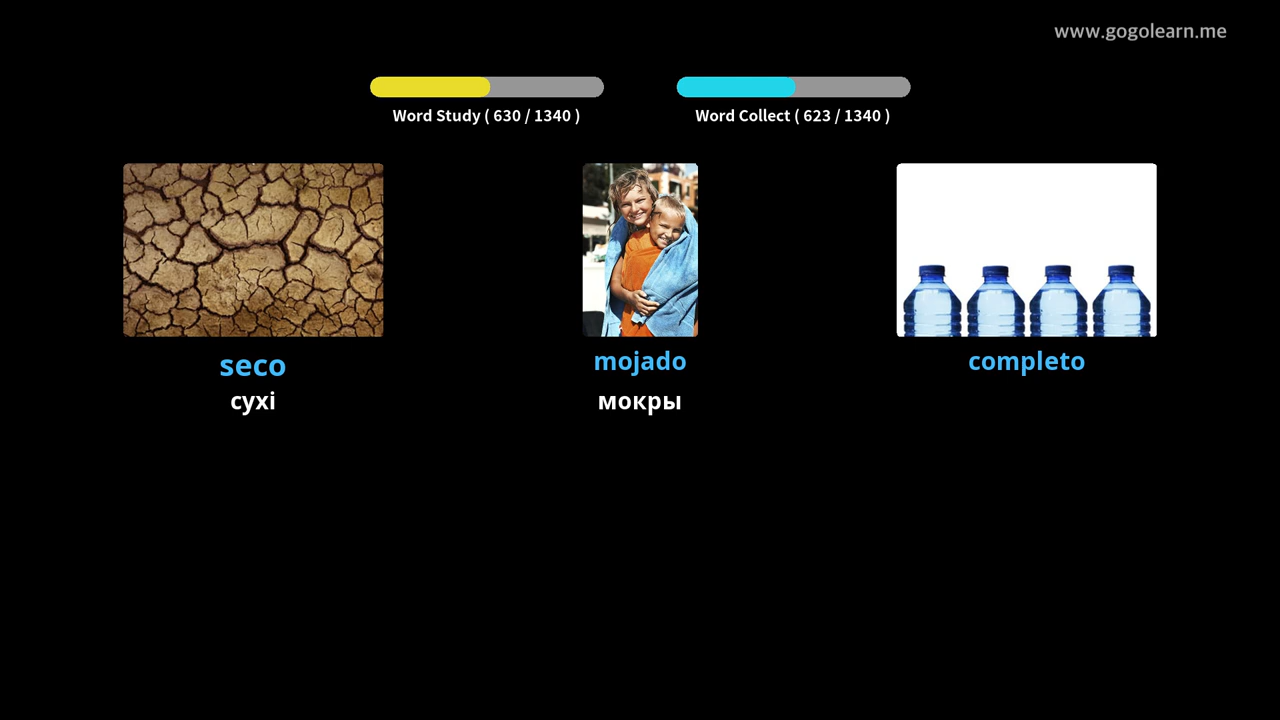 www.gogolearn.me
Word Study ( 630 / 1340 )
Word Collect ( 623 / 1340 )
seco
сухі
mojado
мокры
completo